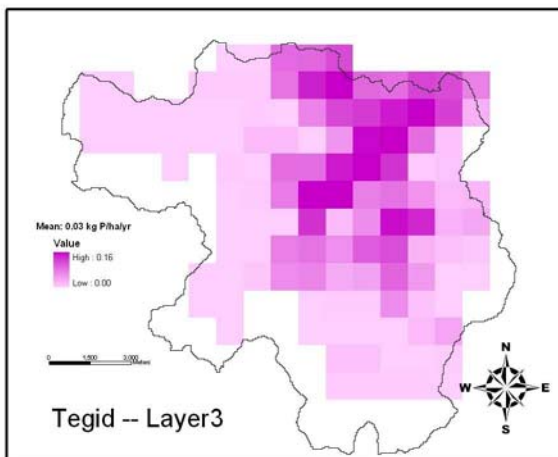 Mean: 0.03 kg P/ha/yr
Value
High : 0.16
Low : 0.00
0 1,500 3,000
Meters
N
W E
S
Tegid -- Layer3